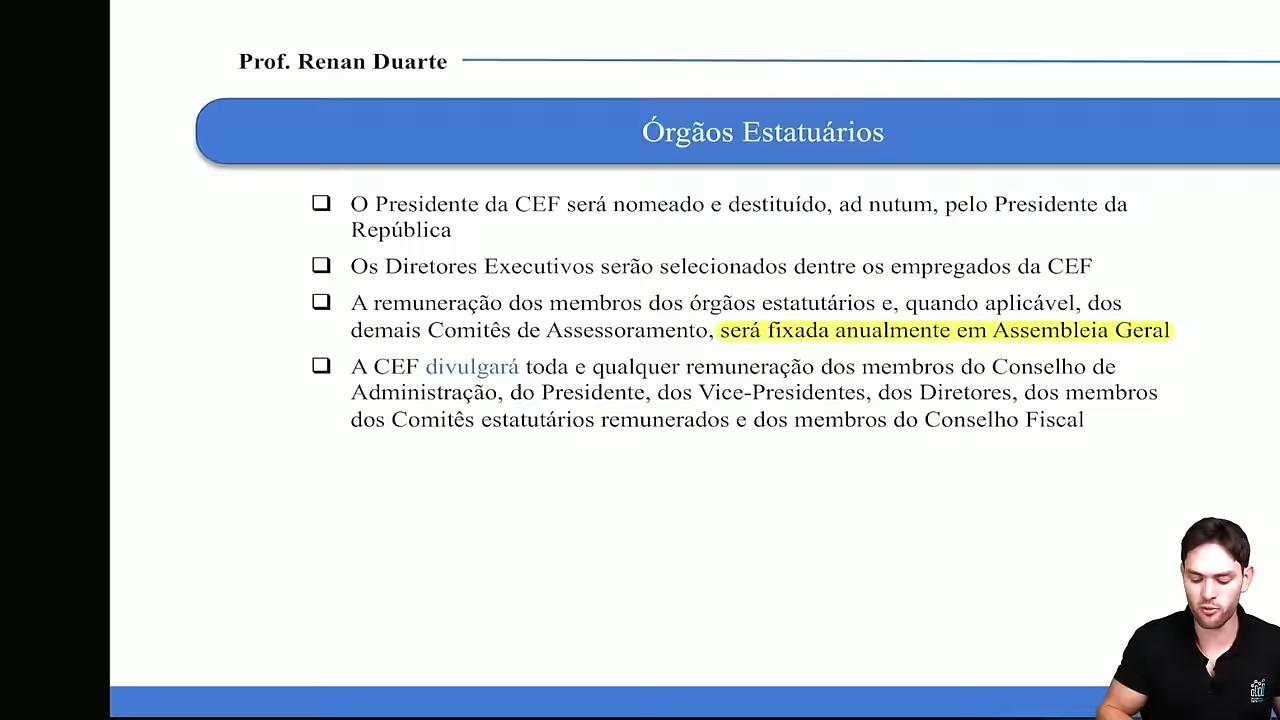 Prof. Renan Duarte
Órgãos Estatuários
O Presidente da CEF será nomeado e destituído, ad nutum, pelo Presidente da
República
Os Diretores Executivos serão selecionados dentre os empregados da CEF
A remuneração dos membros dos órgãos estatutários e, quando aplicável, dos
demais Comitês de Assessoramento, será fixada anualmente em Assembleia Geral
A CEF divulgará toda e qualquer remuneração dos membros do Conselho de
Administração, do Presidente, dos Vice-Presidentes, dos Diretores, dos membros
dos Comitês estatutários remunerados e dos membros do Conselho Fiscal